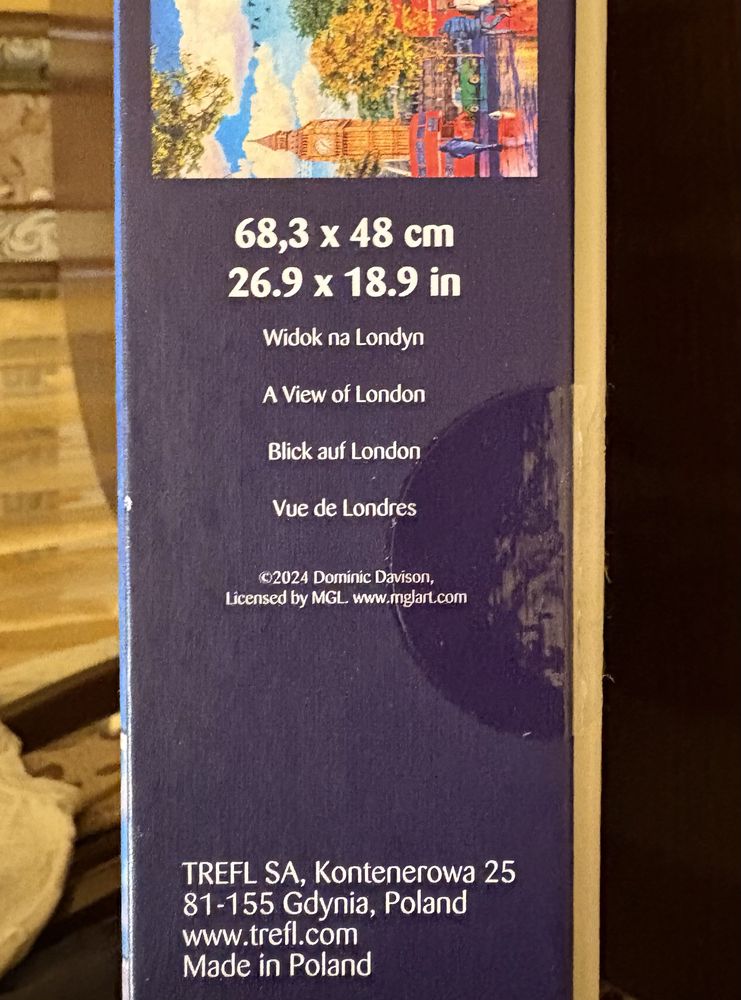 68,3 x 48 cm
26.9 x 18.9 in
Widok na Londyn
A View of London
Blick auf London
Vue de Londres
©2024 Dominic Davison,
Licensed by MGL. www.mglart.com
TREFL SA, Kontenerowa 25
81-155 Gdynia, Poland
www.trefl.com
Made in Poland